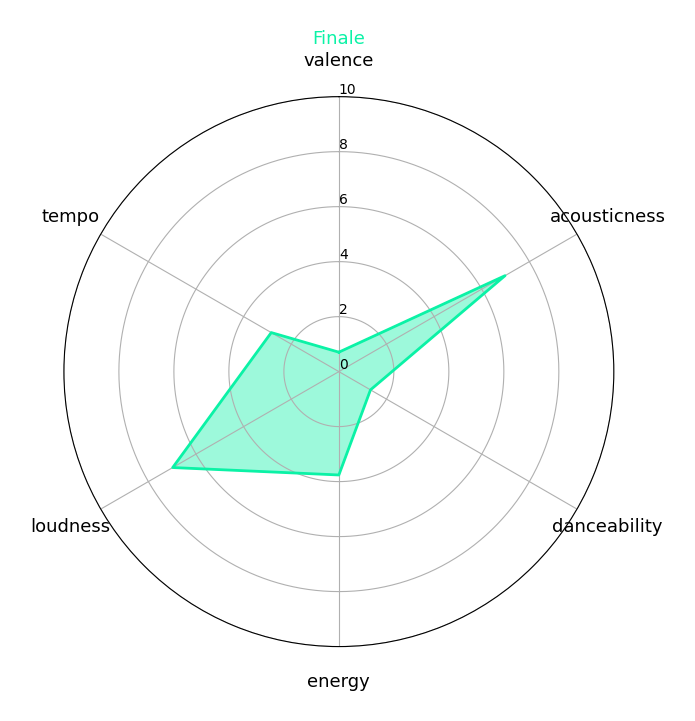 Finale
valence
10
8
tempo
6
acousticness
4
2
0
loudness
danceability
energy